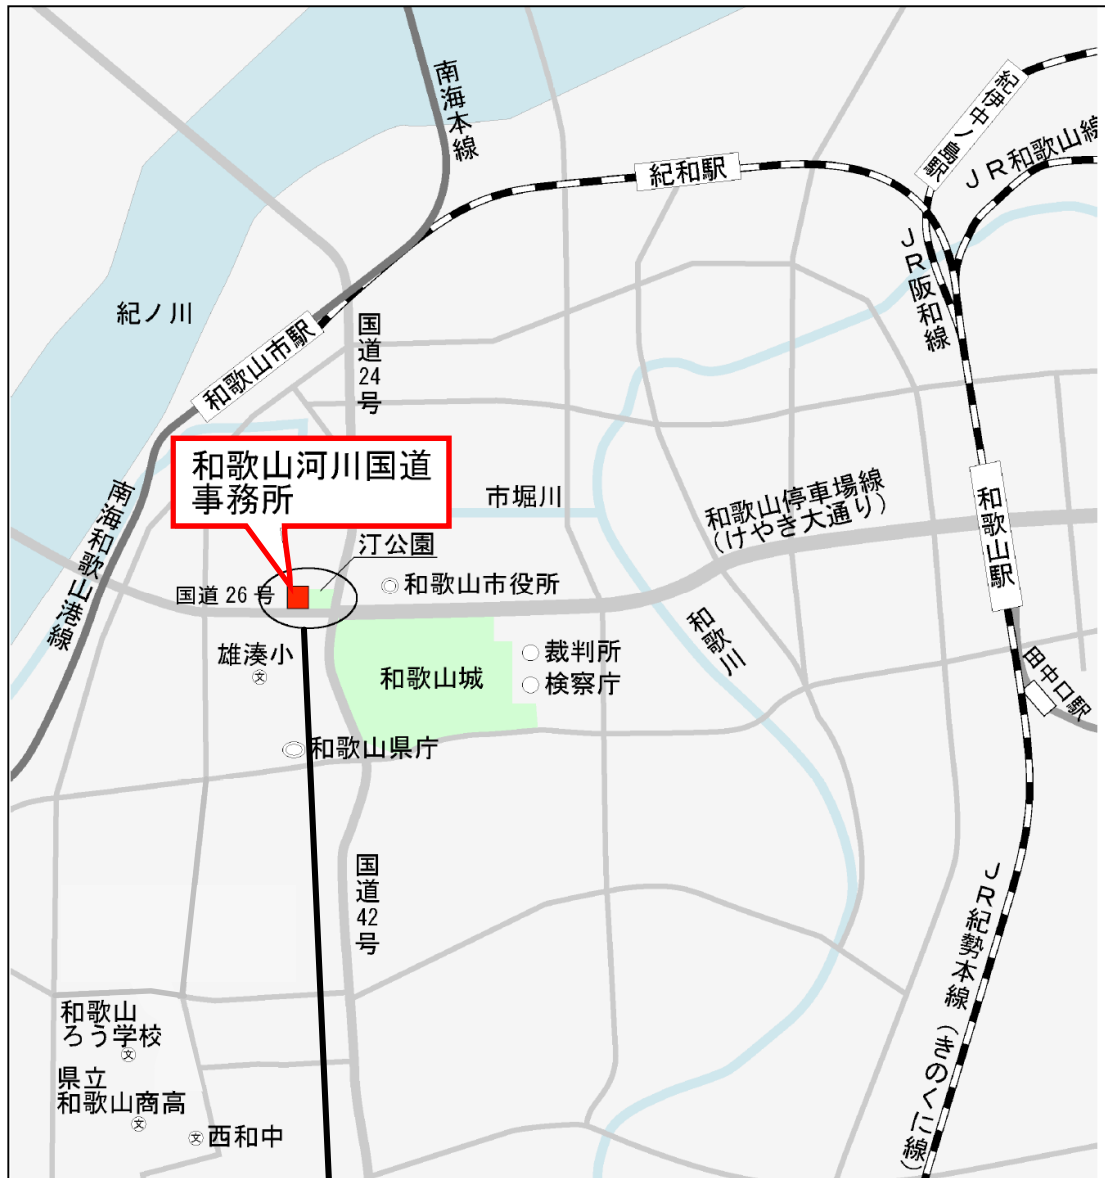 南海本線
紀伊中ノ島駅
JR和歌山線
紀和駅
JR阪和線
紀ノ川
和歌山市駅
国道24号
和歌山河川国道
事務所
南海和歌山港線
市堀川
和歌山停車場線
(けやき大通り)
和歌山駅
汀公園
国道 26 号
和歌山市役所
和歌川
雄湊小
文
和歌山城
裁判所
検察庁
田中口駅
和歌山県庁
国道42号
JR紀勢本線(きのくに線)
和歌山
ろう学校
文
県立
和歌山商高
文
文 西和中